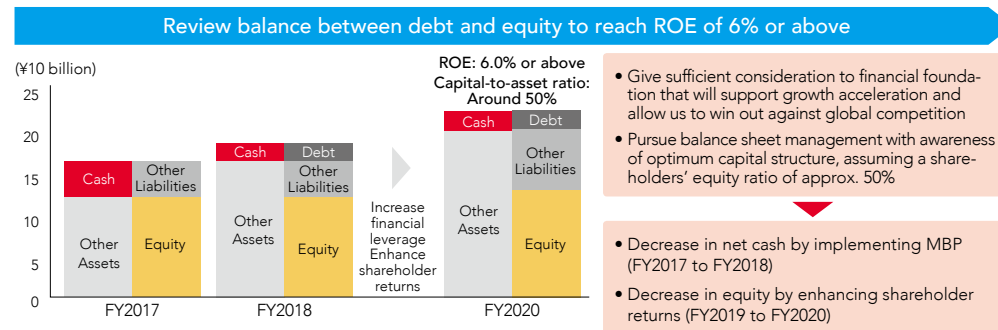 Review balance between debt and equity to reach ROE of 6% or above
(¥10 billion)
25
20
15
10
5
0
Cash
Other
Liabilities
Other
Assets
Equity
FY2017
Cash
Debt
Other
Liabilities
Other
Assets
Equity
FY2018
Increase
financial
leverage
Enhance
shareholder
returns
ROE: 6.0% or above
Capital-to-asset ratio:
Around 50%
Cash
Debt
Other
Liabilities
Other
Assets
Equity
FY2020
• Give sufficient consideration to financial founda-
tion that will support growth acceleration and
allow us to win out against global competition
• Pursue balance sheet management with awareness
of optimum capital structure, assuming a share-
holders’ equity ratio of approx. 50%
• Decrease in net cash by implementing MBP
(FY2017 to FY2018)
• Decrease in equity by enhancing shareholder
returns (FY2019 to FY2020)